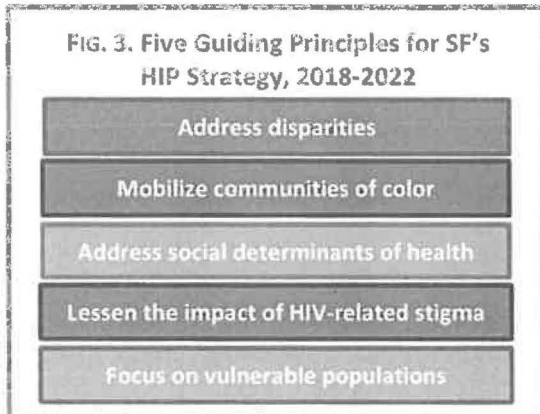 FIG. 3. Five Guiding Principles for SF's
HIP Strategy, 2018-2022
Address disparities
Mobilize communities of color
Address social determinants of health
Lessen the impact of HIV-related stigma
Focus on vulnerable populations